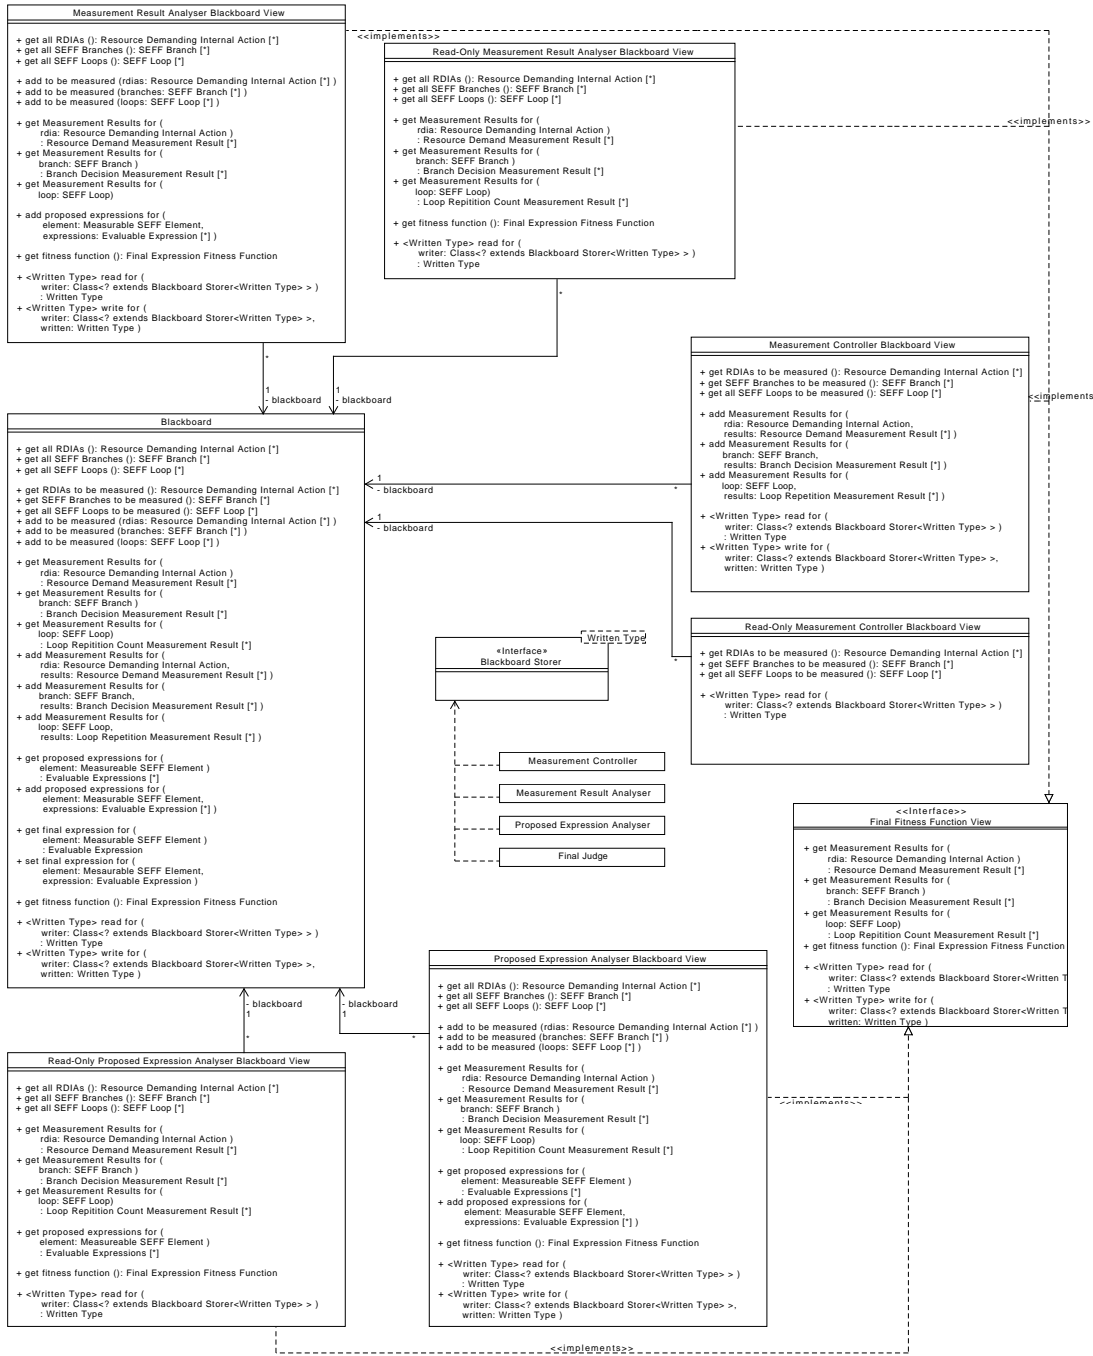 Measurement Result Analyser Blackboard View
+ get all RDIAs (): Resource Demanding Internal Action [*]
+ get all SEFF Branches (): SEFF Branch [*]
+ get all SEFF Loops (): SEFF Loop [*]
+ add to be measured (rdias: Resource Demanding Internal Action [*] )
+ add to be measured (branches: SEFF Branch [*] )
+ add to be measured (loops: SEFF Loop [*] )
+ get Measurement Results for (
rdia: Resource Demanding Internal Action )
: Resource Demand Measurement Result [*]
+ get Measurement Results for (
branch: SEFF Branch )
: Branch Decision Measurement Result [*]
+ get Measurement Results for (
loop: SEFF Loop)
+ add proposed expressions for (
element: Measurable SEFF Element,
expressions: Evaluable Expression [*] )
+ get fitness function (): Final Expression Fitness Function
+ <Written Type> read for (
writer: Class<? extends Blackboard Storer<Written Type> > )
: Written Type
+ <Written Type> write for (
writer: Class<? extends Blackboard Storer<Written Type> >,
written: Written Type )
<<implements>>
Read-Only Measurement Result Analyser Blackboard View
+ get all RDIAs (): Resource Demanding Internal Action [*]
+ get all SEFF Branches (): SEFF Branch [*]
+ get all SEFF Loops (): SEFF Loop [*]
+ get Measurement Results for (
rdia: Resource Demanding Internal Action )
: Resource Demand Measurement Result [*]
+ get Measurement Results for (
branch: SEFF Branch )
: Branch Decision Measurement Result [*]
+ get Measurement Results for (
loop: SEFF Loop)
: Loop Repitition Count Measurement Result [*]
+ get fitness function (): Final Expression Fitness Function
+ <Written Type> read for (
writer: Class<? extends Blackboard Storer<Written Type> > )
: Written Type
<<implements>>
*
*
1
- blackboard
1
- blackboard
Measurement Controller Blackboard View
+ get RDIAs to be measured (): Resource Demanding Internal Action [*]
+ get SEFF Branches to be measured (): SEFF Branch [*]
+ get all SEFF Loops to be measured (): SEFF Loop [*]
+ add Measurement Results for (
rdia: Resource Demanding Internal Action,
results: Resource Demand Measurement Result [*] )
+ add Measurement Results for (
branch: SEFF Branch,
results: Branch Decision Measurement Result [*] )
+ add Measurement Results for (
loop: SEFF Loop,
results: Loop Repetition Measurement Result [*] )
+ <Written Type> read for (
writer: Class<? extends Blackboard Storer<Written Type> > )
: Written Type
+ <Written Type> write for (
writer: Class<? extends Blackboard Storer<Written Type> >,
written: Written Type )
<<implements
Blackboard
+ get all RDIAs (): Resource Demanding Internal Action [*]
+ get all SEFF Branches (): SEFF Branch [*]
+ get all SEFF Loops (): SEFF Loop [*]
+ get RDIAs to be measured (): Resource Demanding Internal Action [*]
+ get SEFF Branches to be measured (): SEFF Branch [*]
+ get all SEFF Loops to be measured (): SEFF Loop [*]
+ add to be measured (rdias: Resource Demanding Internal Action [*] )
+ add to be measured (branches: SEFF Branch [*] )
+ add to be measured (loops: SEFF Loop [*] )
+ get Measurement Results for (
rdia: Resource Demanding Internal Action )
: Resource Demand Measurement Result [*]
+ get Measurement Results for (
branch: SEFF Branch )
: Branch Decision Measurement Result [*]
+ get Measurement Results for (
loop: SEFF Loop)
: Loop Repitition Count Measurement Result [*]
+ add Measurement Results for (
rdia: Resource Demanding Internal Action,
results: Resource Demand Measurement Result [*] )
+ add Measurement Results for (
branch: SEFF Branch,
results: Branch Decision Measurement Result [*] )
+ add Measurement Results for (
loop: SEFF Loop,
results: Loop Repetition Measurement Result [*] )
+ get proposed expressions for (
element: Measureable SEFF Element )
: Evaluable Expressions [*]
+ add proposed expressions for (
element: Measurable SEFF Element,
expressions: Evaluable Expression [*] )
+ get final expression for (
element: Measurable SEFF Element )
: Evaluable Expression
+ set final expression for (
element: Measurable SEFF Element,
expression: Evaluable Expression )
+ get fitness function (): Final Expression Fitness Function
+ <Written Type> read for (
writer: Class<? extends Blackboard Storer<Written Type> > )
: Written Type
+ <Written Type> write for (
writer: Class<? extends Blackboard Storer<Written Type> >,
written: Written Type )
1
- blackboard
*
1
- blackboard
*
Read-Only Measurement Controller Blackboard View
+ get RDIAs to be measured (): Resource Demanding Internal Action [*]
+ get SEFF Branches to be measured (): SEFF Branch [*]
+ get all SEFF Loops to be measured (): SEFF Loop [*]
+ <Written Type> read for (
writer: Class<? extends Blackboard Storer<Written Type> > )
: Written Type
Written Type
«Interface»
Blackboard Storer
Measurement Controller
Measurement Result Analyser
Proposed Expression Analyser
Final Judge
<<Interface>>
Final Fitness Function View
+ get Measurement Results for (
rdia: Resource Demanding Internal Action )
: Resource Demand Measurement Result [*]
+ get Measurement Results for (
branch: SEFF Branch )
: Branch Decision Measurement Result [*]
+ get Measurement Results for (
loop: SEFF Loop)
: Loop Repitition Count Measurement Result [*]
+ get fitness function (): Final Expression Fitness Function
+ <Written Type> read for (
writer: Class<? extends Blackboard Storer<Written T
: Written Type
+ <Written Type> write for (
writer: Class<? extends Blackboard Storer<Written T
written: Written Type )
- blackboard
1
*
- blackboard
1
*
Proposed Expression Analyser Blackboard View
+ get all RDIAs (): Resource Demanding Internal Action [*]
+ get all SEFF Branches (): SEFF Branch [*]
+ get all SEFF Loops (): SEFF Loop [*]
+ add to be measured (rdias: Resource Demanding Internal Action [*] )
+ add to be measured (branches: SEFF Branch [*] )
+ add to be measured (loops: SEFF Loop [*] )
+ get Measurement Results for (
rdia: Resource Demanding Internal Action )
: Resource Demand Measurement Result [*]
+ get Measurement Results for (
branch: SEFF Branch )
: Branch Decision Measurement Result [*]
+ get Measurement Results for (
loop: SEFF Loop)
: Loop Repitition Count Measurement Result [*]
+ get proposed expressions for (
element: Measureable SEFF Element )
: Evaluable Expressions [*]
+ add proposed expressions for (
element: Measurable SEFF Element,
expressions: Evaluable Expression [*] )
+ get fitness function (): Final Expression Fitness Function
+ <Written Type> read for (
writer: Class<? extends Blackboard Storer<Written Type> > )
: Written Type
+ <Written Type> write for (
writer: Class<? extends Blackboard Storer<Written Type> >,
written: Written Type )
<<implements>>
Read-Only Proposed Expression Analyser Blackboard View
+ get all RDIAs (): Resource Demanding Internal Action [*]
+ get all SEFF Branches (): SEFF Branch [*]
+ get all SEFF Loops (): SEFF Loop [*]
+ get Measurement Results for (
rdia: Resource Demanding Internal Action )
: Resource Demand Measurement Result [*]
+ get Measurement Results for (
branch: SEFF Branch )
: Branch Decision Measurement Result [*]
+ get Measurement Results for (
loop: SEFF Loop)
: Loop Repitition Count Measurement Result [*]
+ get proposed expressions for (
element: Measureable SEFF Element )
: Evaluable Expressions [*]
+ get fitness function (): Final Expression Fitness Function
+ <Written Type> read for (
writer: Class<? extends Blackboard Storer<Written Type> > )
: Written Type
<<implements>>